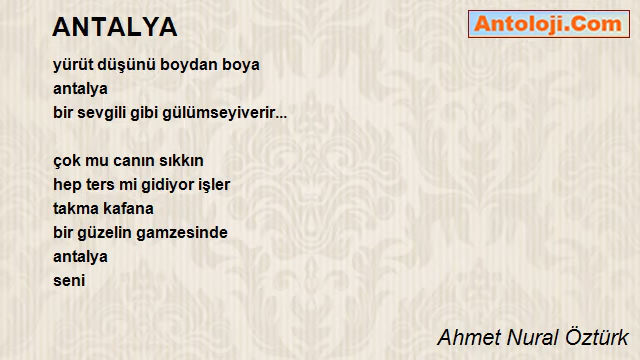 ANTALYA
Antoloji.Com
yürüt düşünü boydan boya
antalya
bir sevgili gibi gülümseyiverir...
çok mu canın sıkkın
hep ters mi gidiyor işler
takma kafana
bir güzelin gamzesinde
antalya
seni
Ahmet Nural Öztürk